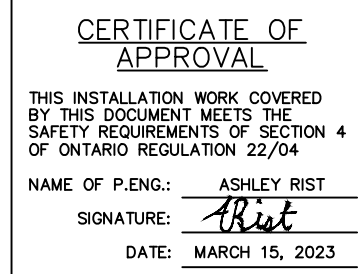 CERTIFICATE OF
APPROVAL
THIS INSTALLATION WORK COVERED
BY THIS DOCUMENT MEETS THE
SAFETY REQUIREMENTS OF SECTION 4
OF ONTARIO REGULATION 22/04
NAME OF P.ENG.: ASHLEY RIST
SIGNATURE: ARist
DATE: MARCH 15, 2023